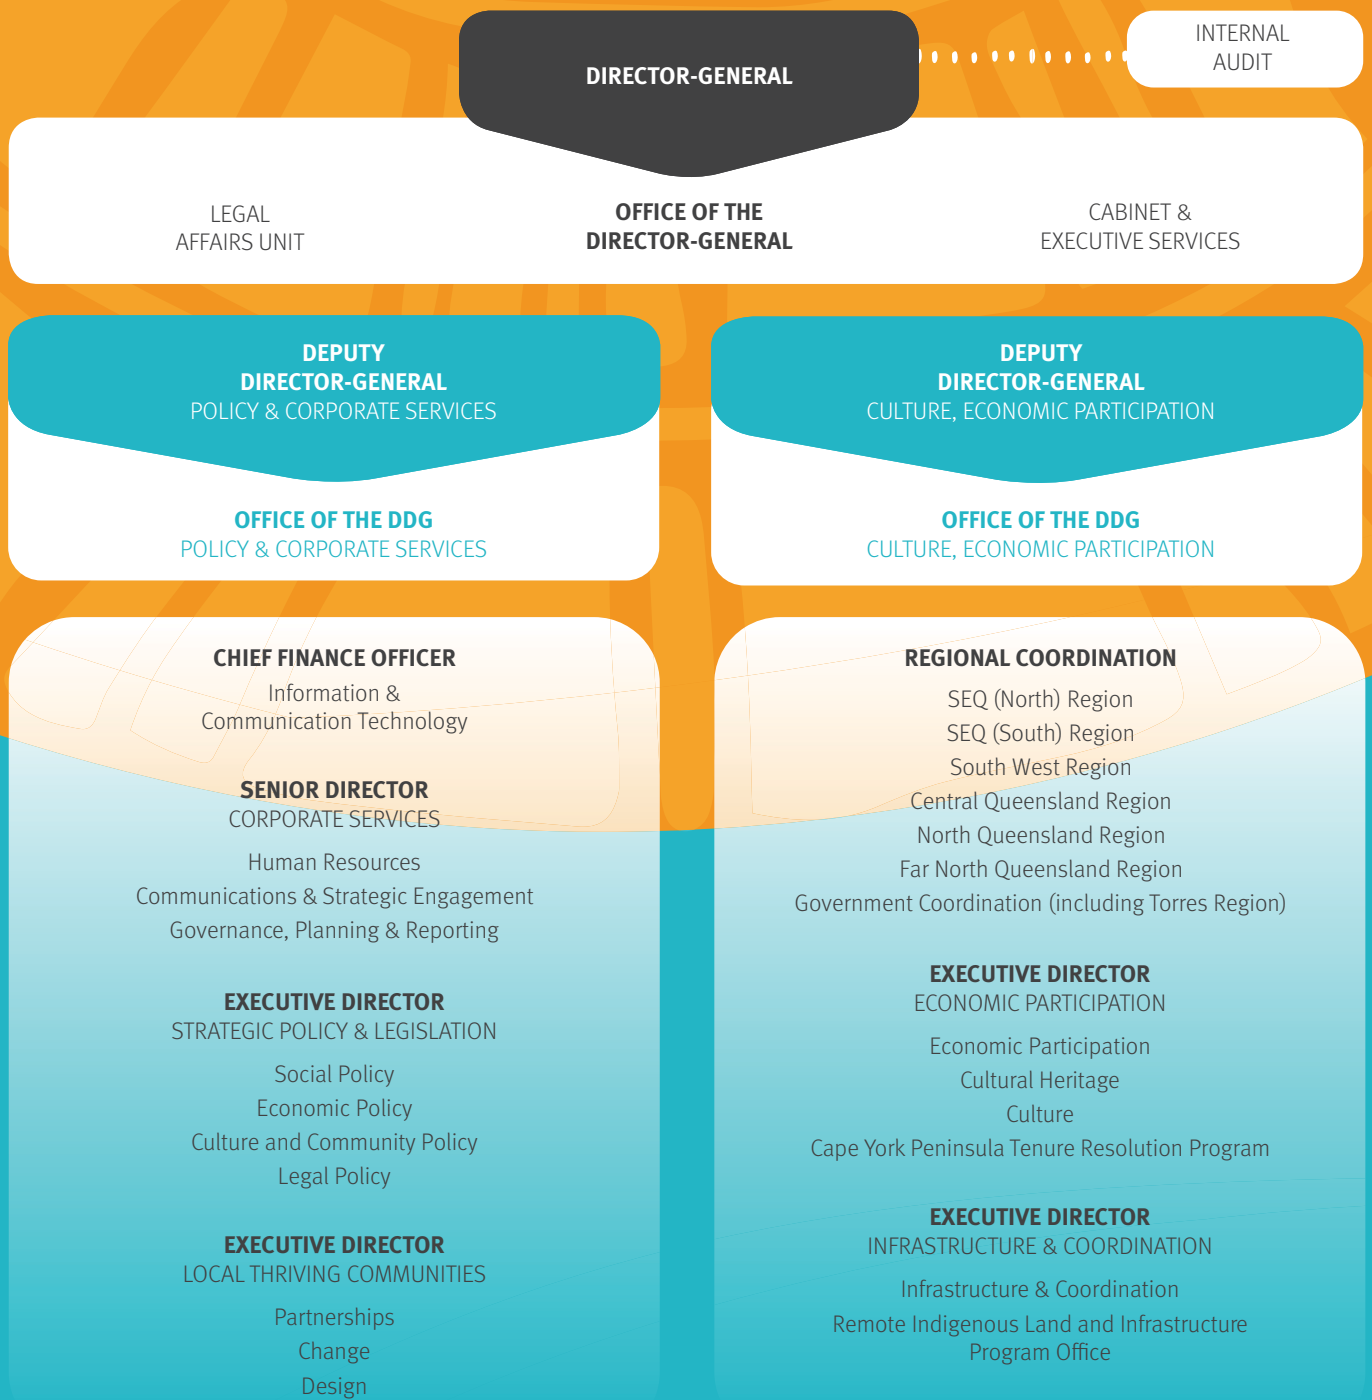 DIRECTOR-GENERAL
INTERNAL
AUDIT
LEGAL
AFFAIRS UNIT
OFFICE OF THE
DIRECTOR-GENERAL
CABINET &
EXECUTIVE SERVICES
DEPUTY
DIRECTOR-GENERAL
POLICY & CORPORATE SERVICES
OFFICE OF THE DDG
POLICY & CORPORATE SERVICES
CHIEF FINANCE OFFICER
Information &
Communication Technology
SENIOR DIRECTOR
CORPORATE SERVICES
Human Resources
Communications & Strategic Engagement
Governance, Planning & Reporting
EXECUTIVE DIRECTOR
STRATEGIC POLICY & LEGISLATION
Social Policy
Economic Policy
Culture and Community Policy
Legal Policy
EXECUTIVE DIRECTOR
LOCAL THRIVING COMMUNITIES
Partnerships
Change
Design
DEPUTY
DIRECTOR-GENERAL
CULTURE, ECONOMIC PARTICIPATION
OFFICE OF THE DDG
CULTURE, ECONOMIC PARTICIPATION
REGIONAL COORDINATION
SEQ (North) Region
SEQ (South) Region
South West Region
Central Queensland Region
North Queensland Region
Far North Queensland Region
Government Coordination (including Torres Region)
EXECUTIVE DIRECTOR
ECONOMIC PARTICIPATION
Economic Participation
Cultural Heritage
Culture
Cape York Peninsula Tenure Resolution Program
EXECUTIVE DIRECTOR
INFRASTRUCTURE & COORDINATION
Infrastructure & Coordination
Remote Indigenous Land and Infrastructure
Program Office